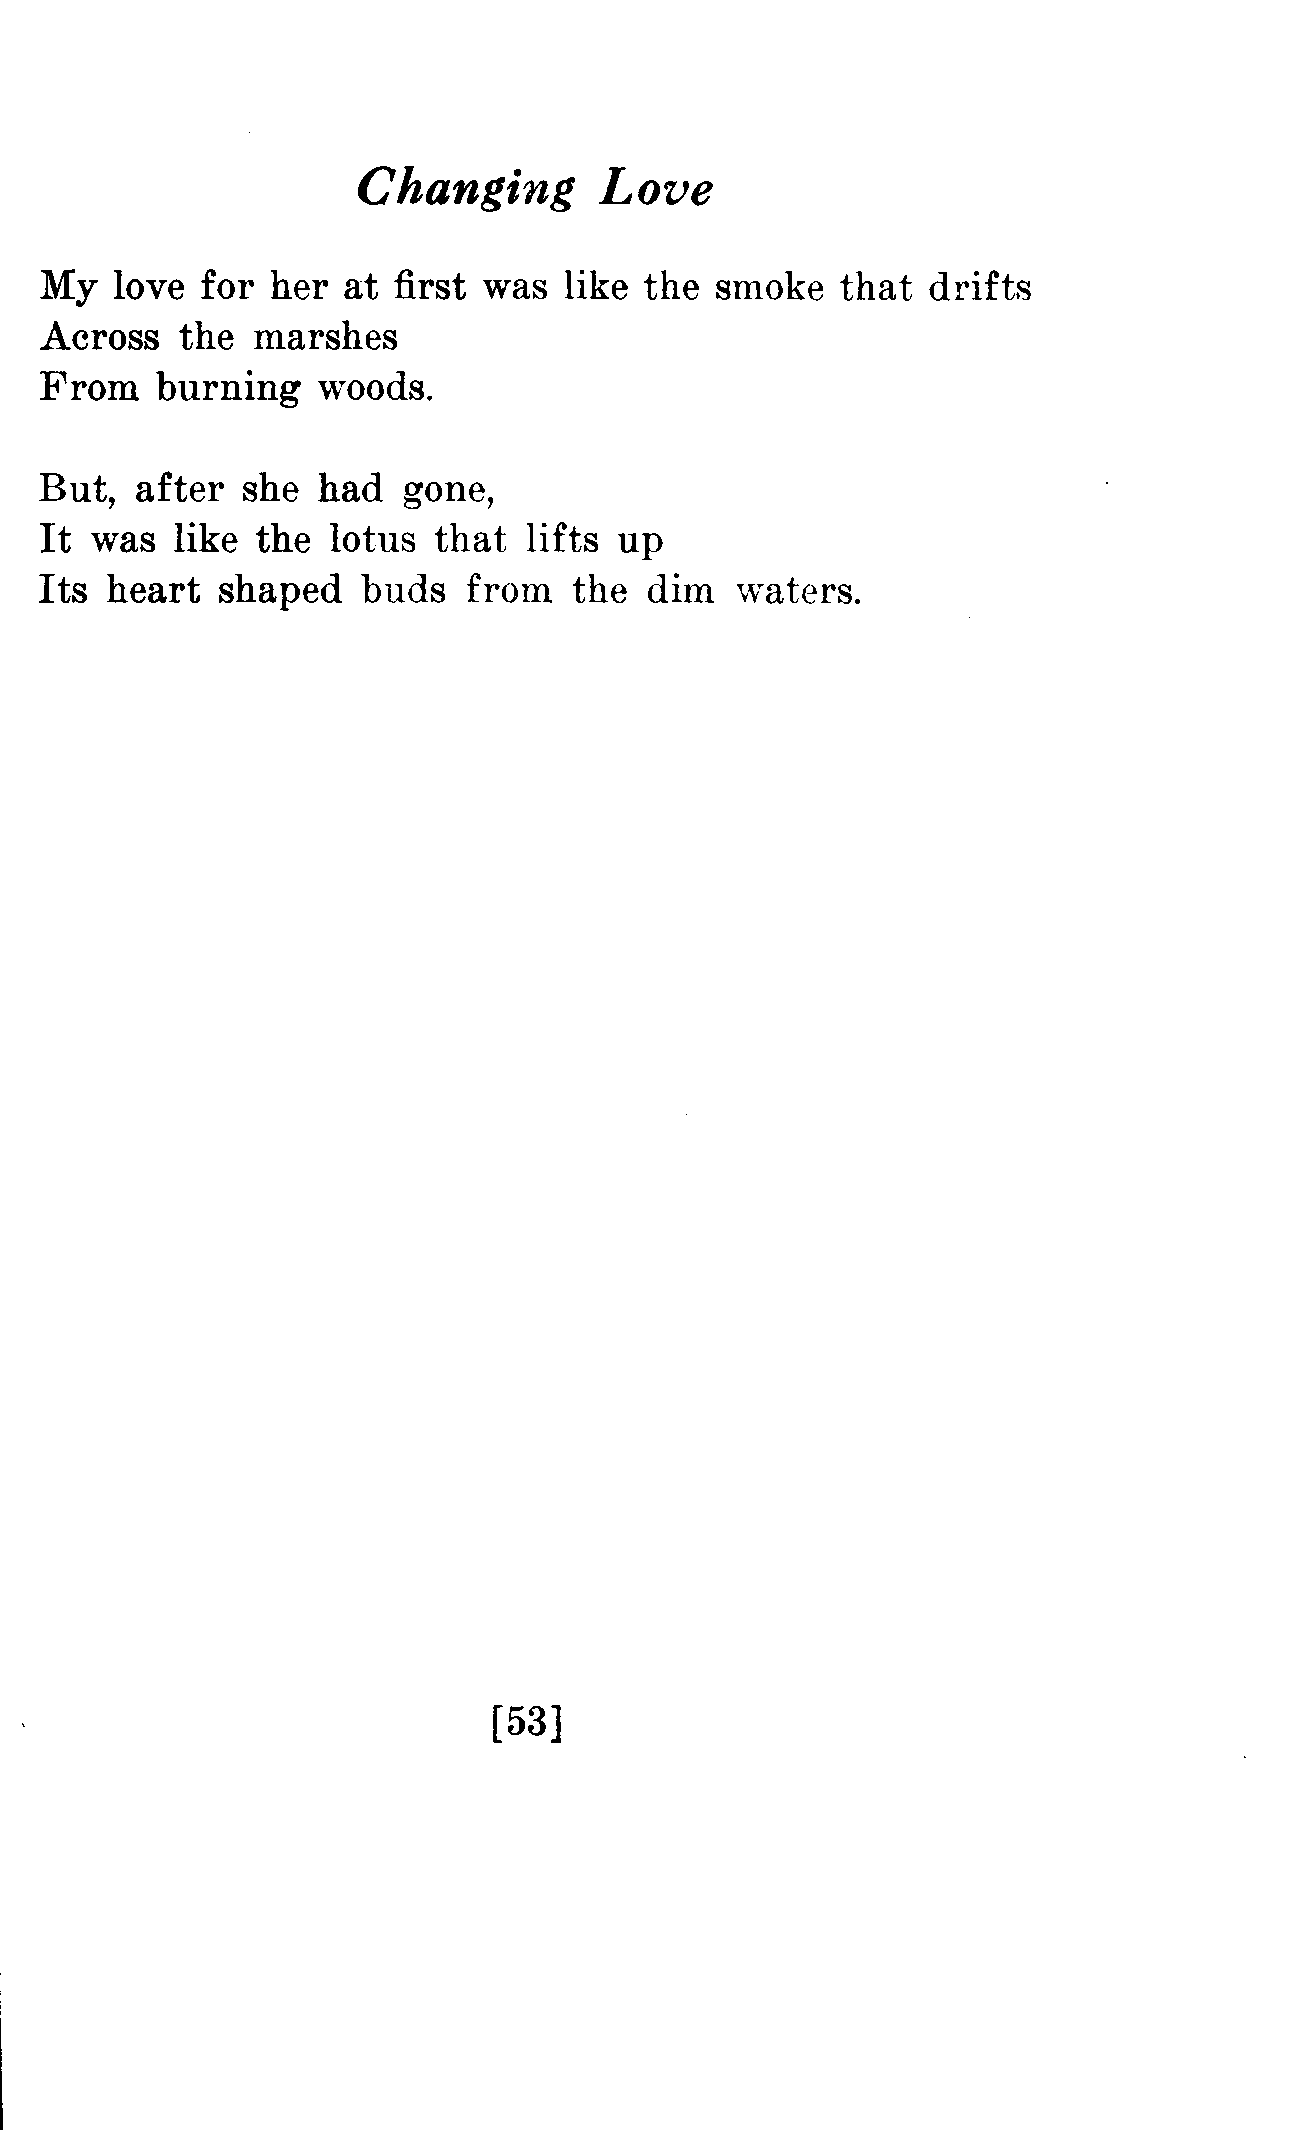 Changing Love
My love for her at first was like the smoke that drifts
Across the marshes
From burning woods.
But, after she had gone,
It was like the lotus that lifts up
Its heart shaped buds from the dim waters.
[53]